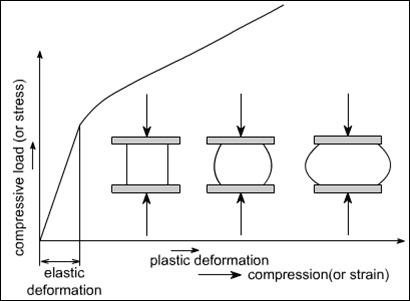 compressive load (or stress)
elastic
deformation
plastic deformation
compression(or strain)